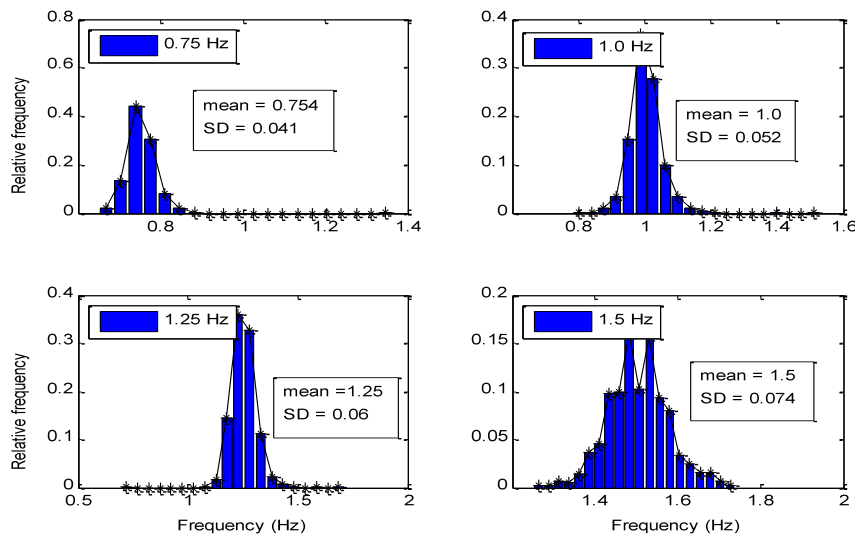 0.8
0.75 Hz
0.6
mean = 0.754
SD = 0.041
0.4
0.2
0
0.8 1 1.2 1.4
Relative frequency
0.4
1.0 Hz
0.3
mean = 1.0
SD = 0.052
0.2
0.1
0
0.8 1 1.2 1.4 1.6
0.4
1.25 Hz
0.3
mean =1.25
SD = 0.06
0.2
0.1
0
0.5 1 1.5 2
Relative frequency
Frequency (Hz)
0.2
1.5 Hz
0.15
mean = 1.5
SD = 0.074
0.1
0.05
0
1.4 1.6 1.8 2
Frequency (Hz)